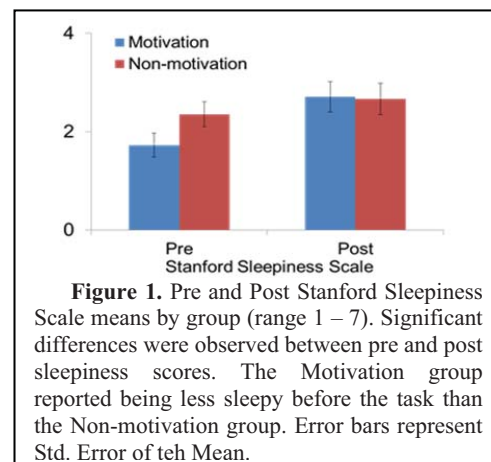 4
Motivation
Non-motivation
2
0
Pre Post
Stanford Sleepiness Scale
Figure 1. Pre and Post Stanford Sleepiness
Scale means by group (range 1 – 7). Significant
differences were observed between pre and post
sleepiness scores. The Motivation group
reported being less sleepy before the task than
the Non-motivation group. Error bars represent
Std. Error of teh Mean.